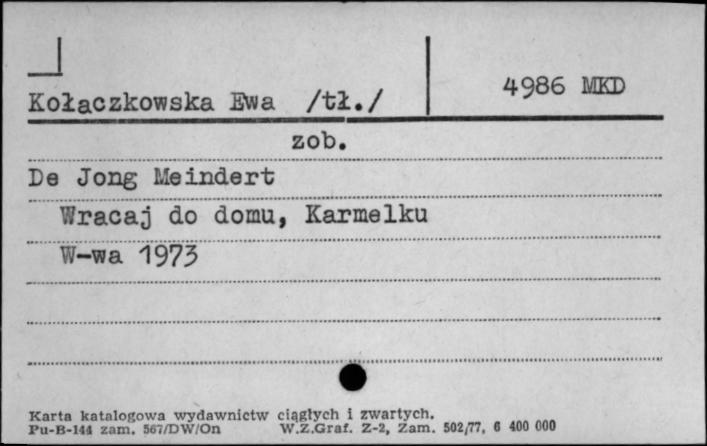 Kołaczkowska Ewa /tł./ 4986 MKD
zob.
De Jong Meindert
Wracaj do domu, Karmelku
W-wa 1973
Karta katalogowa wydawnictw ciągłych i zwartych.
Pu-B-144 zam. 567/DW/On W.Z.Graf. Z-2, Zam. 502/77, 6 400 000